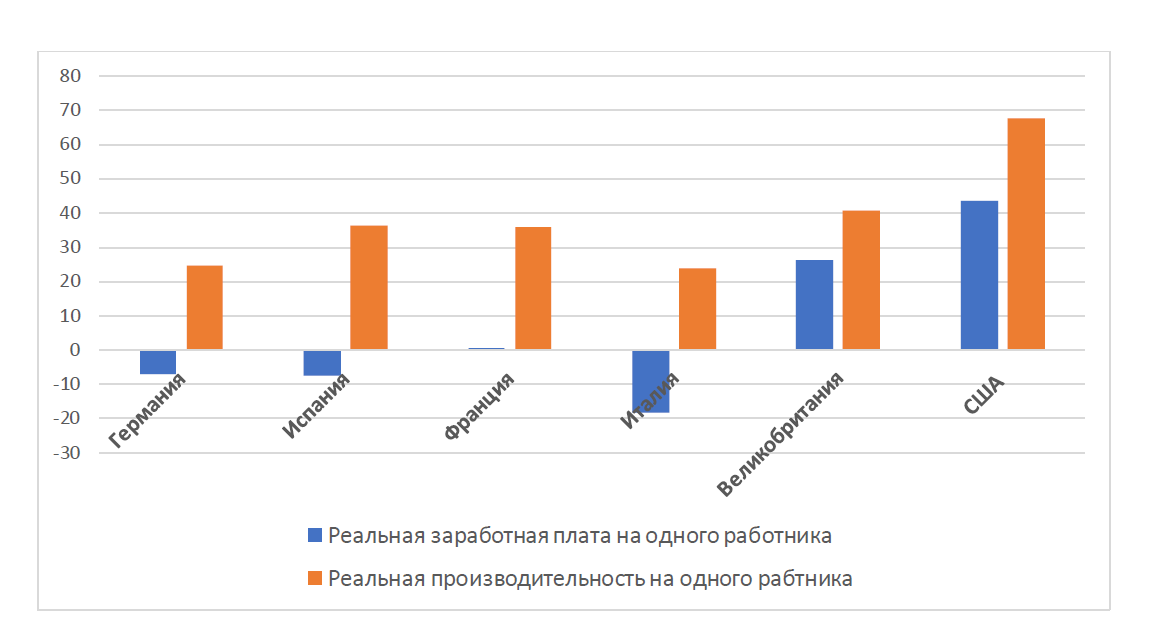 80
70
60
50
40
30
20
10
0
-10
-20
-30
Германия
Испания
Франция
Италия
Великобритания
США
Реальная заработная плата на одного работника
Реальная производительность на одного рабтника